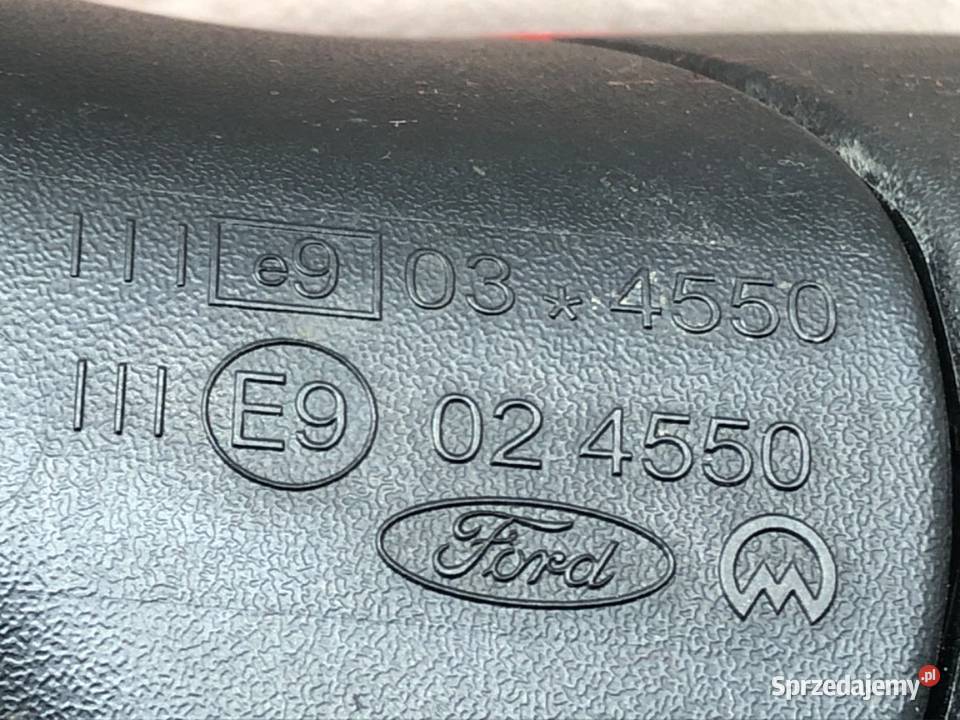 III e9 03 * 4550
III E9 02 4550
Ford
Sprzedajemy.pl